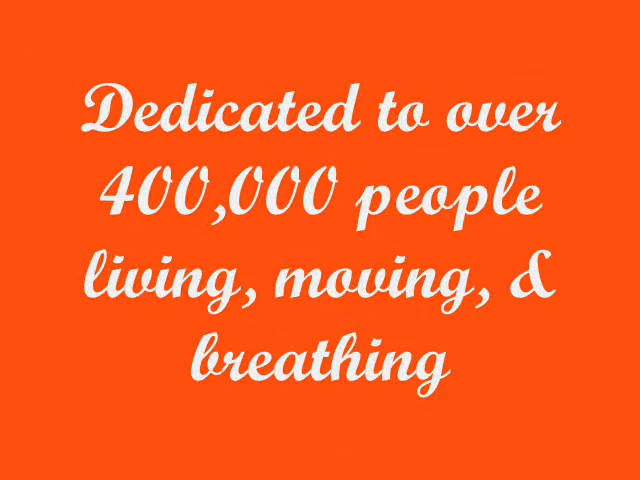 Dedicated to over
400,000 people
living, moving, &
breathing